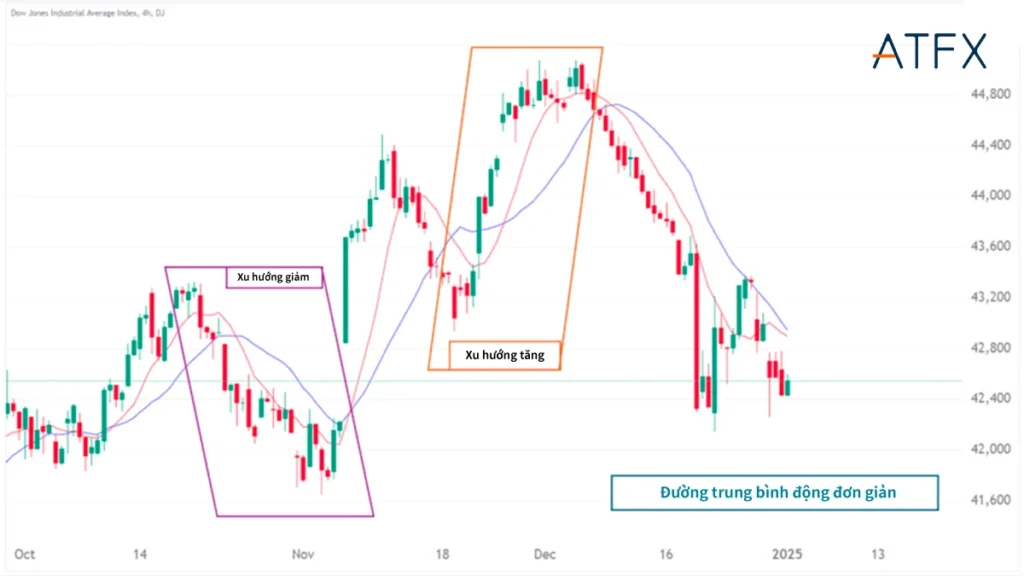 Dow Jones Industrial Average Index, 4h, DJ
ATFX
44,800
44,400
44,000
43,600
43,200
42,800
42,400
42,000
41,600
Xu hướng giảm
Xu hướng tăng
Đường trung bình động đơn giản
Oct 14 Nov 18 Dec 16 2025 13